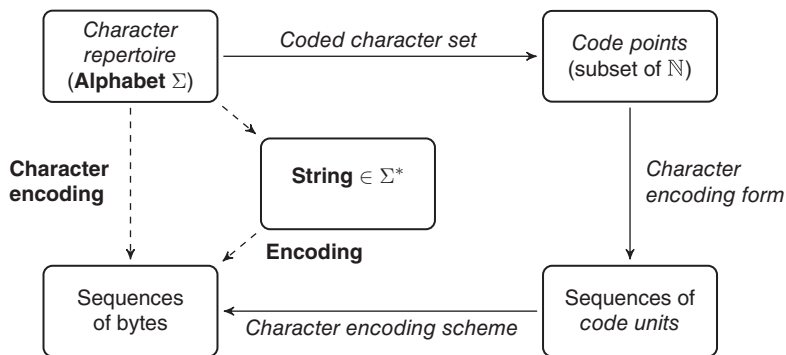 Character
repertoire
(Alphabet Σ)
Coded character set
Code points
(subset of ℕ)
Character
encoding
String ∈ Σ*
Encoding
Character
encoding form
Sequences
of bytes
Character encoding scheme
Sequences of
code units